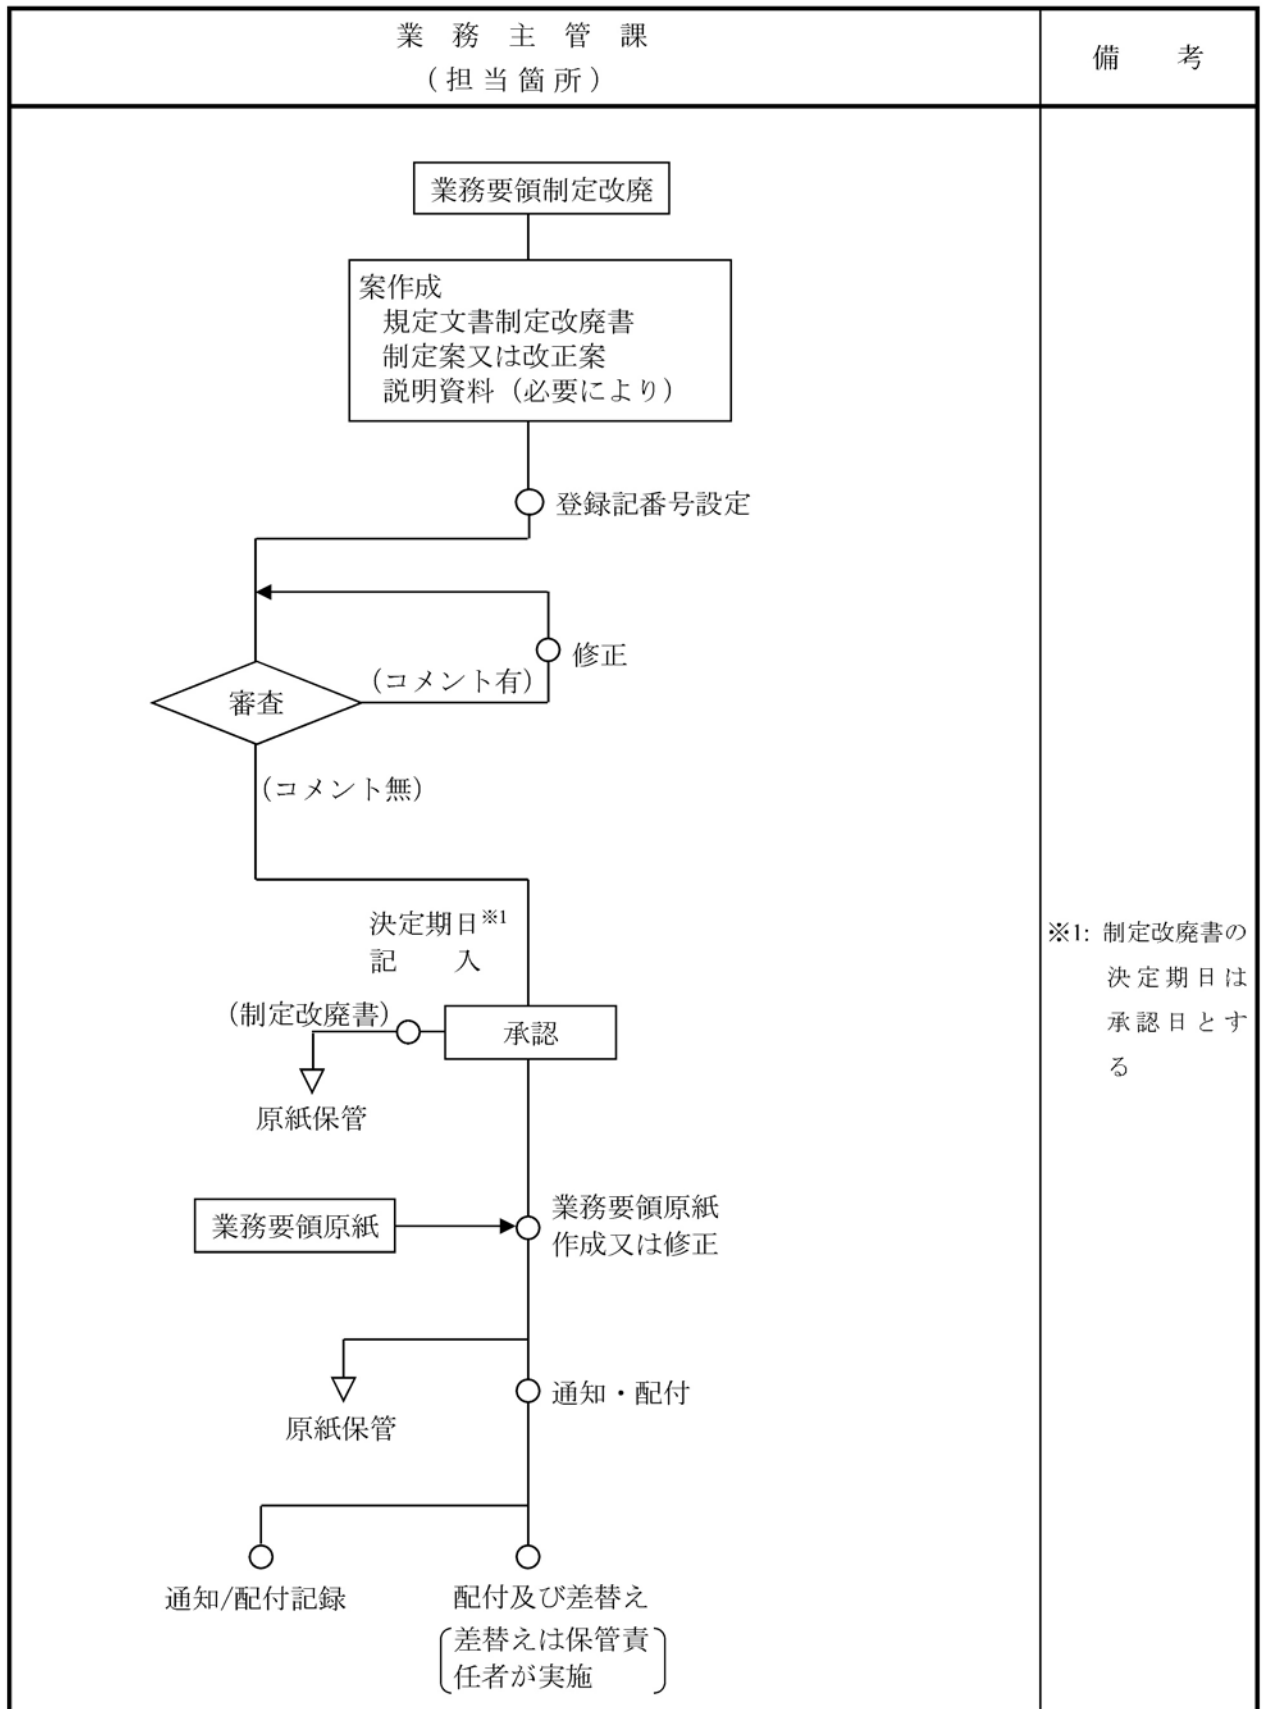 業務主管課
（担当箇所）
備考
業務要領制定改廃
案作成
規定文書制定改廃書
制定案又は改正案
説明資料（必要により）
登録記番号設定
修正
（コメント有）
審査
（コメント無）
決定期日※1
記入
（制定改廃書）
承認
原紙保管
業務要領原紙
業務要領原紙
作成又は修正
原紙保管
通知・配付
通知/配付記録
配付及び差替え
差替えは保管責
任者が実施
※1: 制定改廃書の
決定期日は
承認日とす
る